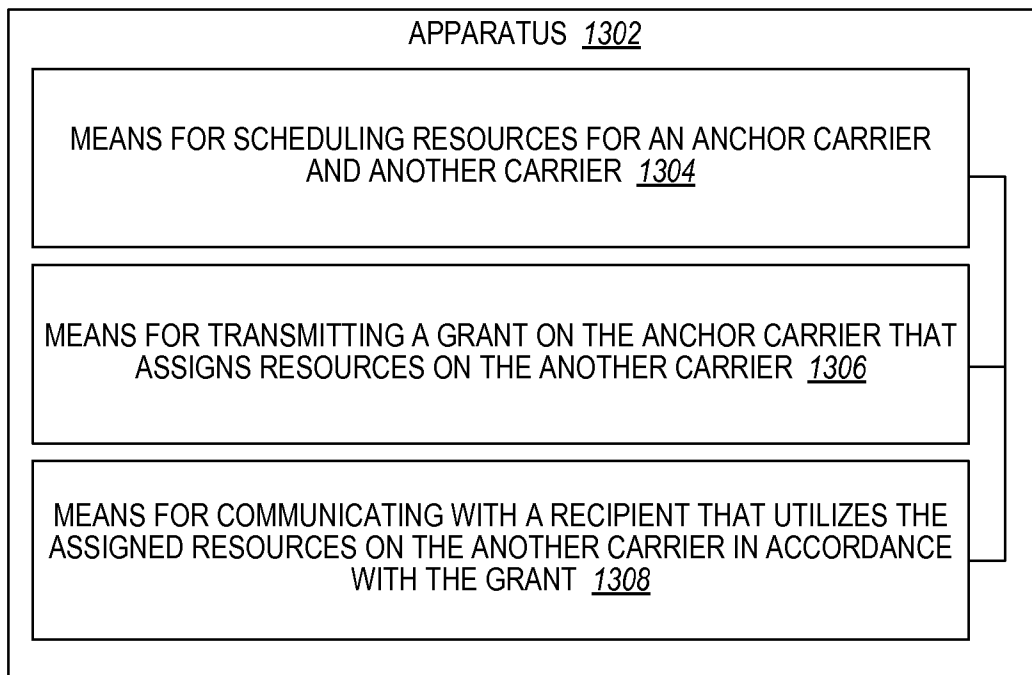 APPARATUS 1302
MEANS FOR SCHEDULING RESOURCES FOR AN ANCHOR CARRIER
AND ANOTHER CARRIER 1304
MEANS FOR TRANSMITTING A GRANT ON THE ANCHOR CARRIER THAT
ASSIGNS RESOURCES ON THE ANOTHER CARRIER 1306
MEANS FOR COMMUNICATING WITH A RECIPIENT THAT UTILIZES THE
ASSIGNED RESOURCES ON THE ANOTHER CARRIER IN ACCORDANCE
WITH THE GRANT 1308